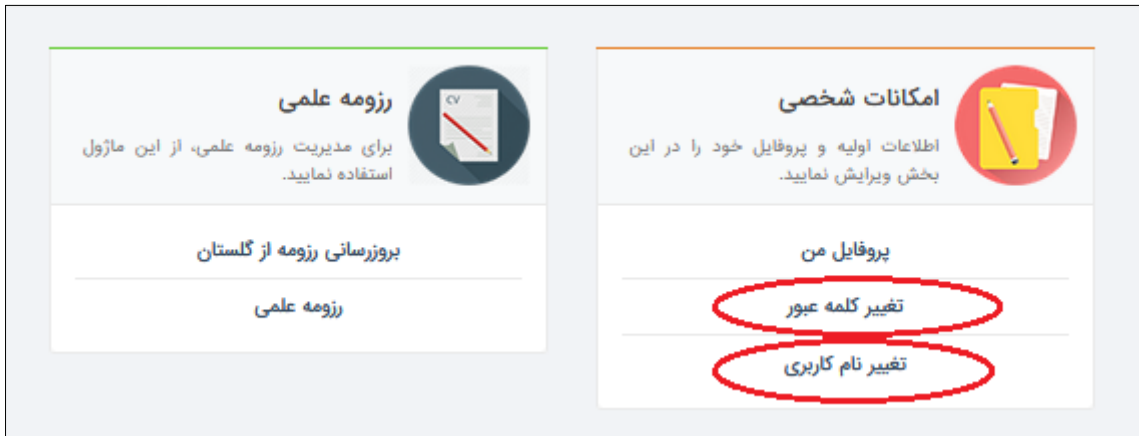 امکانات شخصی
اطلاعات اولیه و پروفایل خود را در این
بخش ویرایش نمایید.
پروفایل من
تغییر کلمه عبور
تغییر نام کاربری
رزومه علمی
CV
برای مدیریت رزومه علمی، از این ماژول
استفاده نمایید.
بروزرسانی رزومه از گلستان
رزومه علمی